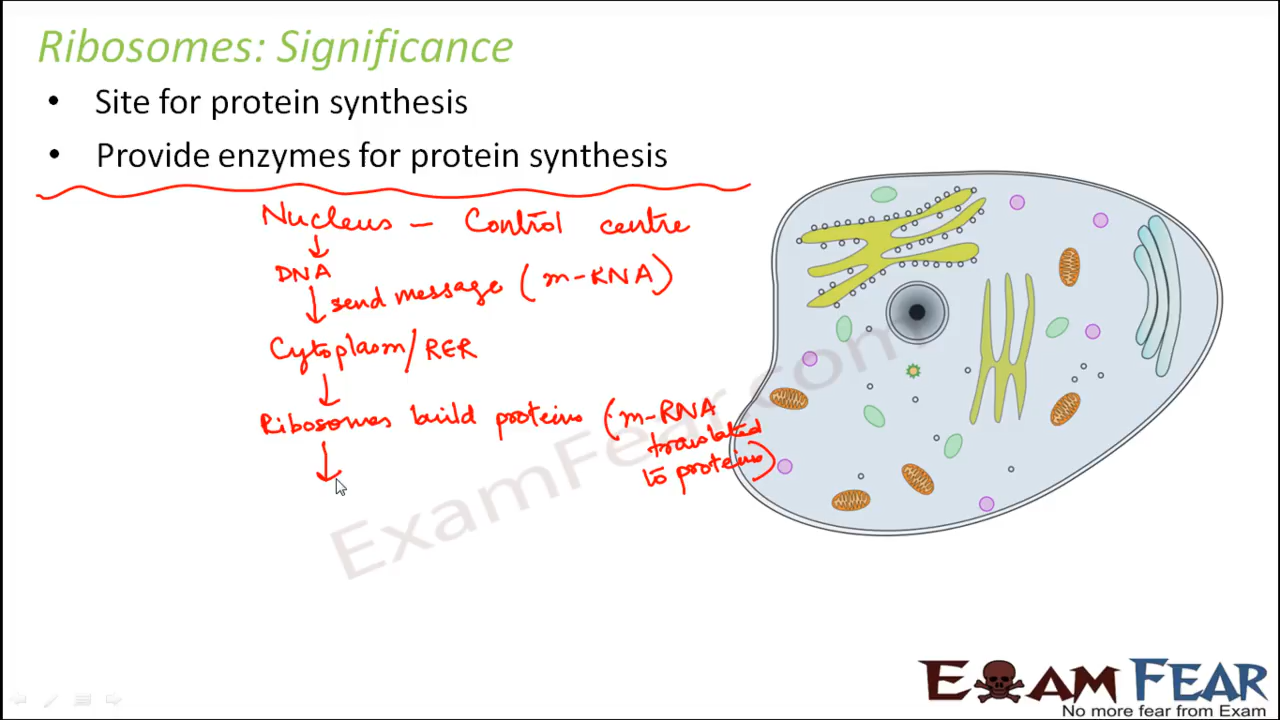 Ribosomes: Significance
• Site for protein synthesis
• Provide enzymes for protein synthesis
Nucleus – Control centre
DNA
send message (m-RNA)
Cytoplasm/RER
Ribosomes build proteins (m-RNA
translated
to proteins)
ExamFear.com
EXAM FEAR
No more fear from Exam